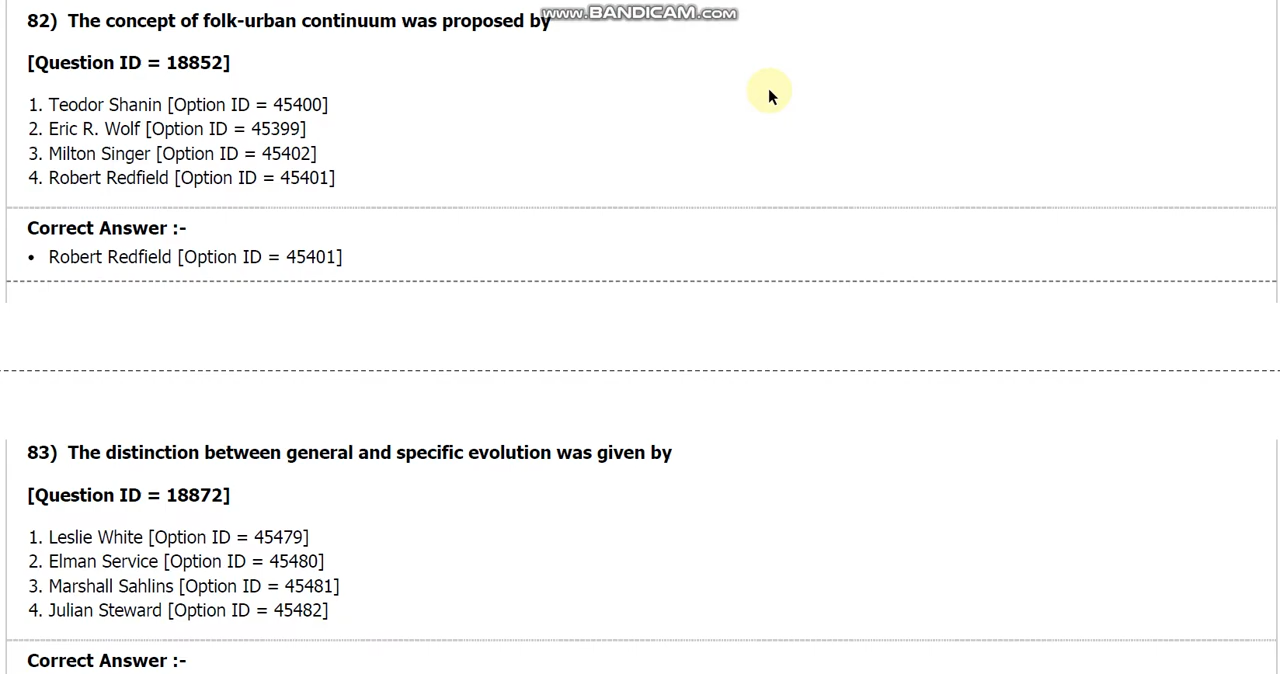 www.BANDICAM.com
82) The concept of folk-urban continuum was proposed by
[Question ID = 18852]
1. Teodor Shanin [Option ID = 45400]
2. Eric R. Wolf [Option ID = 45399]
3. Milton Singer [Option ID = 45402]
4. Robert Redfield [Option ID = 45401]
Correct Answer :-
• Robert Redfield [Option ID = 45401]
83) The distinction between general and specific evolution was given by
[Question ID = 18872]
1. Leslie White [Option ID = 45479]
2. Elman Service [Option ID = 45480]
3. Marshall Sahlins [Option ID = 45481]
4. Julian Steward [Option ID = 45482]
Correct Answer :-